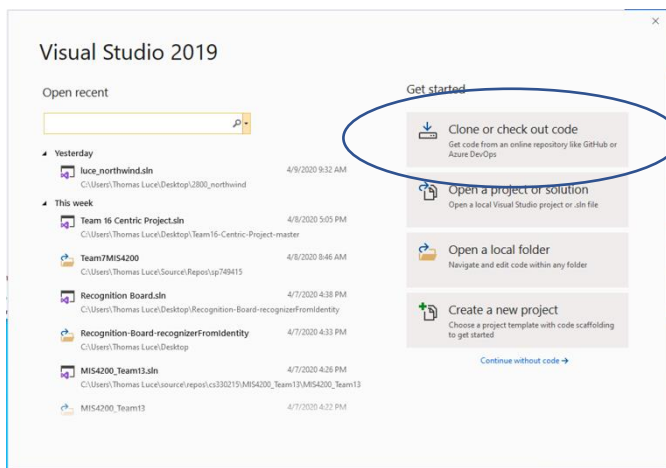 Visual Studio 2019
Open recent
Yesterday
luce_northwind.sln
4/9/2020 9:32 AM
C:\Users\Thomas Luce\Desktop\2800_northwind
This week
Team 16 Centric Project.sln
4/8/2020 5:05 PM
C:\Users\Thomas Luce\Desktop\Team16-Centric-Project-master
Team7MIS4200
4/8/2020 8:46 AM
C:\Users\Thomas Luce\Source\Repos\sp749415
Recognition Board.sln
4/7/2020 4:38 PM
C:\Users\Thomas Luce\Desktop\Recognition-Board-recognizerFromIdentity
Recognition-Board-recognizerFromIdentity
4/7/2020 4:33 PM
C:\Users\Thomas Luce\Desktop
MIS4200_Team13.sln
4/7/2020 4:26 PM
C:\Users\Thomas Luce\source\repos\cs330215\MIS4200_Team13\MIS4200_Team13
MIS4200_Team13
4/7/2020 4:22 PM
Get started
Clone or check out code
Get code from an online repository like GitHub or
Azure DevOps
Open a project or solution
Open a local Visual Studio project or .sln file
Open a local folder
Navigate and edit code within any folder
Create a new project
Choose a project template with code scaffolding
to get started
Continue without code →